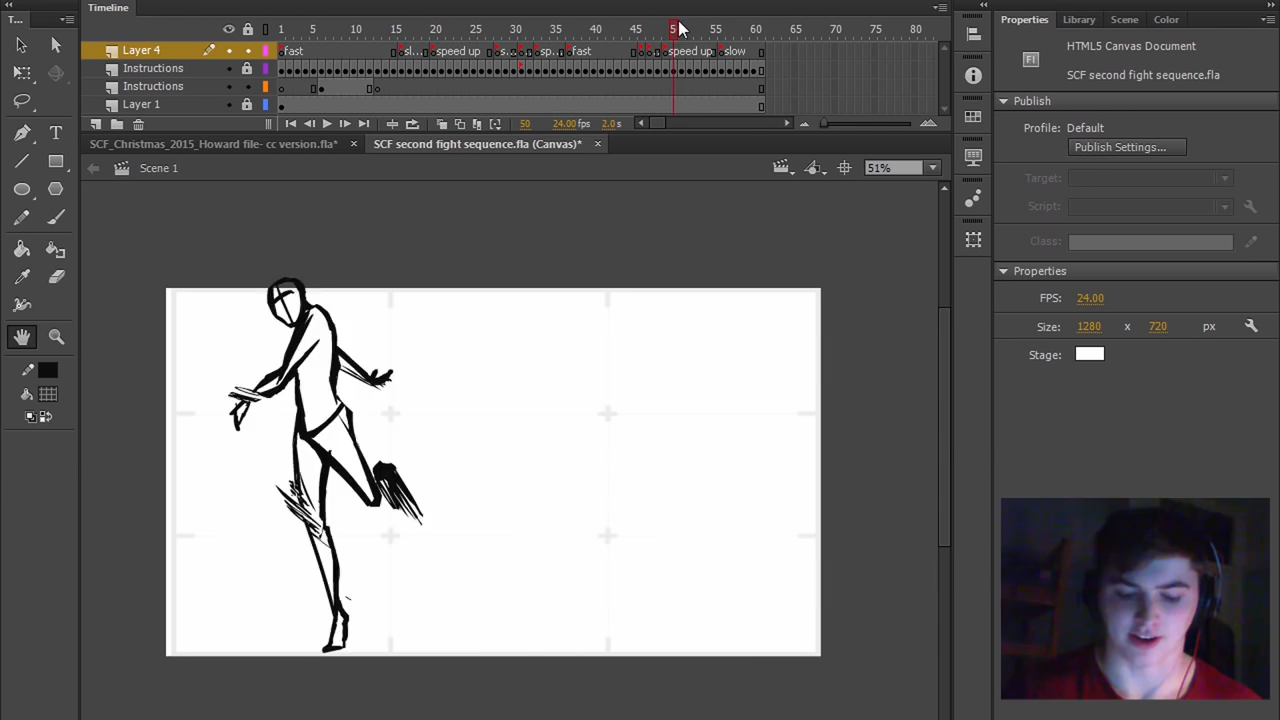 T...
Timeline
Properties
Library
Scene
Color
1 5 10 15 20 25 30 35 40 45 5 55 60 65 70 75 80
Layer 4
fast sl.. speed up s.. sp... fast speed up slow
Instructions
Instructions
Layer 1
50 24.00 fps 2.0 s
HTML5 Canvas Document
Fl
SCF second fight sequence.fla
Publish
Profile: Default
Publish Settings...
Target:
Script:
Class:
SCF_Christmas_2015_Howard file- cc version.fla*
SCF second fight sequence.fla (Canvas)*
Scene 1
51%
Properties
FPS: 24.00
Size: 1280 x 720 px
Stage: